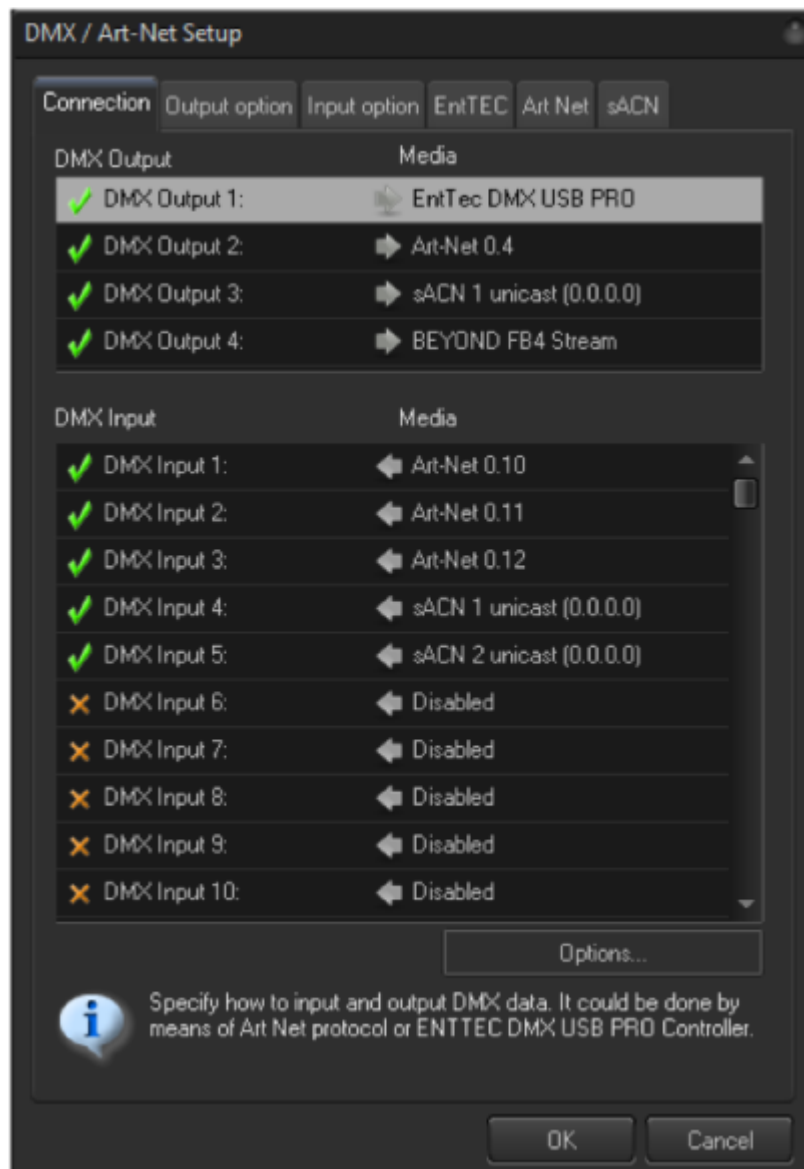 DMX / Art-Net Setup
Connection Output option Input option EntTEC Art Net sACN
DMX Output Media
DMX Output 1: EntTec DMX USB PRO
DMX Output 2: Art-Net 0.4
DMX Output 3: sACN 1 unicast (0.0.0.0)
DMX Output 4: BEYOND FB4 Stream
DMX Input Media
DMX Input 1: Art-Net 0.10
DMX Input 2: Art-Net 0.11
DMX Input 3: Art-Net 0.12
DMX Input 4: sACN 1 unicast (0.0.0.0)
DMX Input 5: sACN 2 unicast (0.0.0.0)
DMX Input 6: Disabled
DMX Input 7: Disabled
DMX Input 8: Disabled
DMX Input 9: Disabled
DMX Input 10: Disabled
Options...
Specify how to input and output DMX data. It could be done by
means of Art Net protocol or ENTTEC DMX USB PRO Controller.
OK Cancel